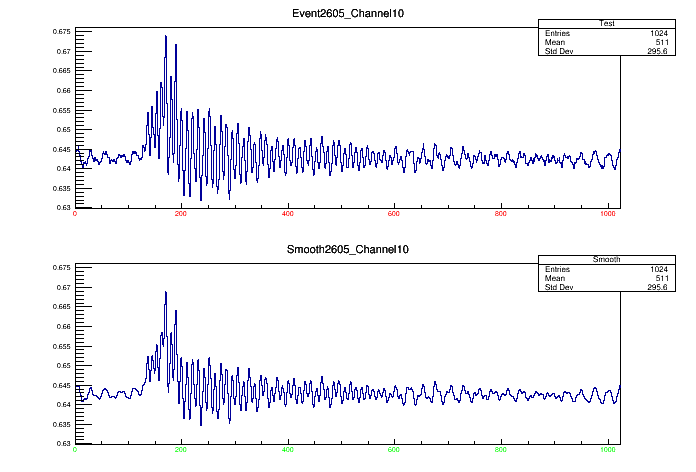 Event2605_Channel10
Test
Entries 1024
Mean 511
Std Dev 295.6
0.675
0.67
0.665
0.66
0.655
0.65
0.645
0.64
0.635
0.63
0 200 400 600 800 1000
Smooth2605_Channel10
Smooth
Entries 1024
Mean 511
Std Dev 295.6
0.675
0.67
0.665
0.66
0.655
0.65
0.645
0.64
0.635
0.63
0 200 400 600 800 1000